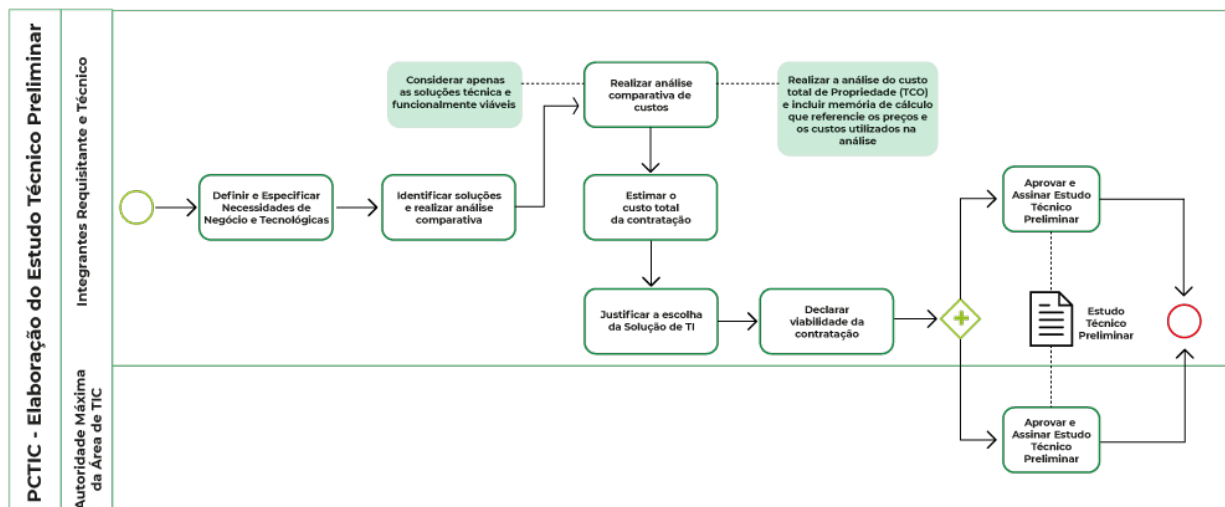 PCTIC - Elaboração do Estudo Técnico Preliminar
Integrantes Requisitante e Técnico
Autoridade Máxima
da Área de TIC
Definir e Especificar
Necessidades de
Negócio e Tecnológicas
Identificar soluções
e realizar análise
comparativa
Considerar apenas
as soluções técnica e
funcionalmente viáveis
Realizar análise
comparativa de
custos
Realizar a análise do custo
total de Propriedade (TCO)
e incluir memória de cálculo
que referencie os preços e
os custos utilizados na
análise
Estimar o
custo total
da contratação
Justificar a escolha
da Solução de TI
Declarar
viabilidade da
contratação
Aprovar e
Assinar Estudo
Técnico
Preliminar
Estudo
Técnico
Preliminar
Aprovar e
Assinar Estudo
Técnico
Preliminar